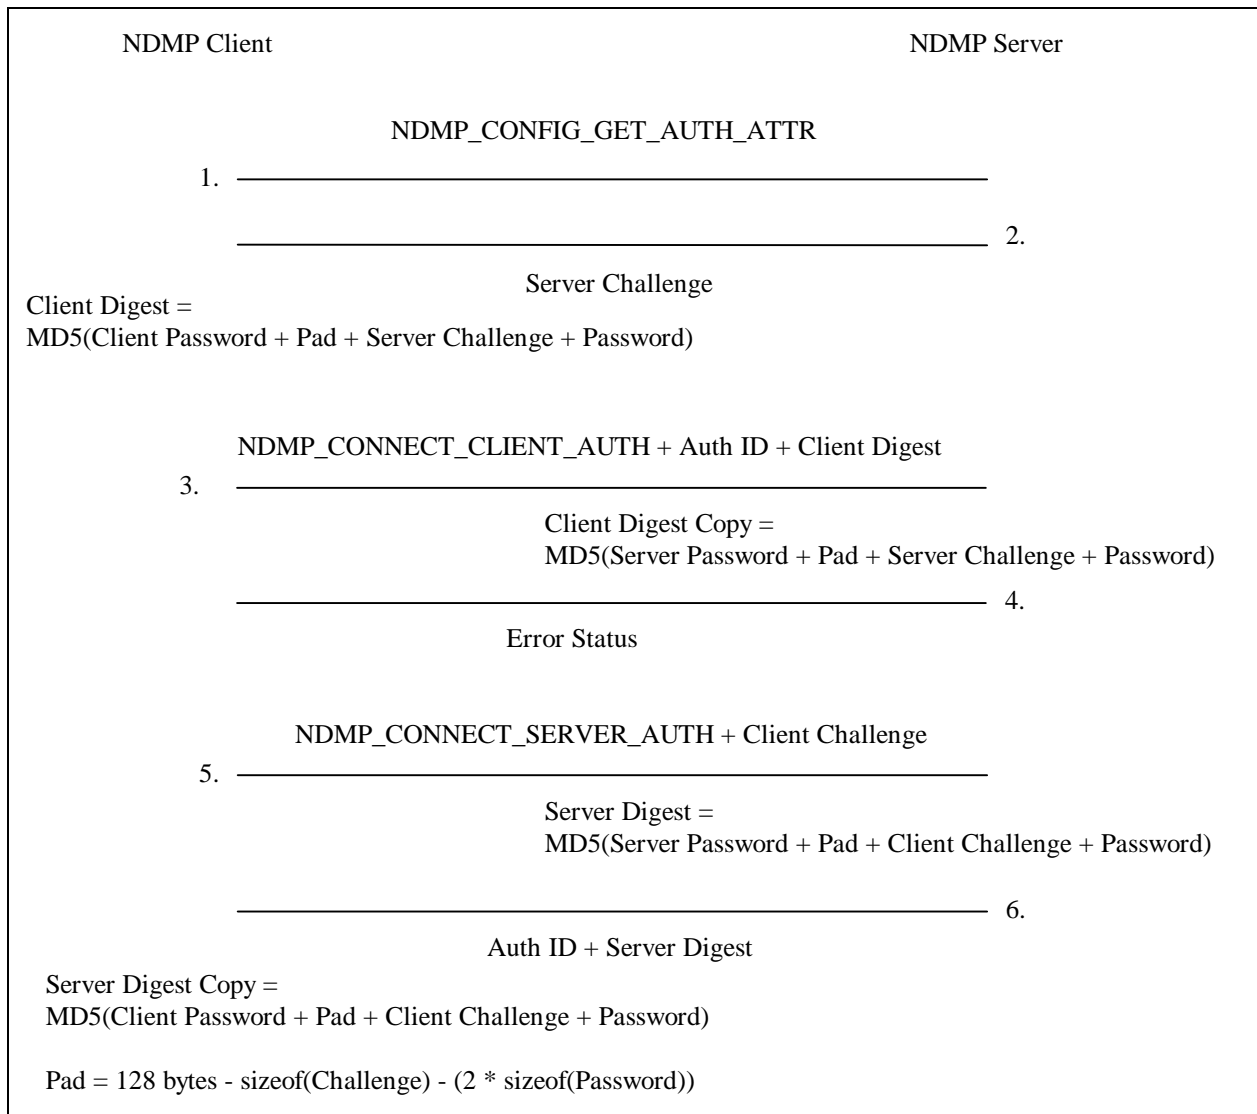 NDMP Client NDMP Server
NDMP_CONFIG_GET_AUTH_ATTR
1.
2.
Server Challenge
Client Digest =
MD5(Client Password + Pad + Server Challenge + Password)
NDMP_CONNECT_CLIENT_AUTH + Auth ID + Client Digest
3.
Client Digest Copy =
MD5(Server Password + Pad + Server Challenge + Password)
4.
Error Status
NDMP_CONNECT_SERVER_AUTH + Client Challenge
5.
Server Digest =
MD5(Server Password + Pad + Client Challenge + Password)
6.
Auth ID + Server Digest
Server Digest Copy =
MD5(Client Password + Pad + Client Challenge + Password)
Pad = 128 bytes - sizeof(Challenge) - (2 * sizeof(Password))